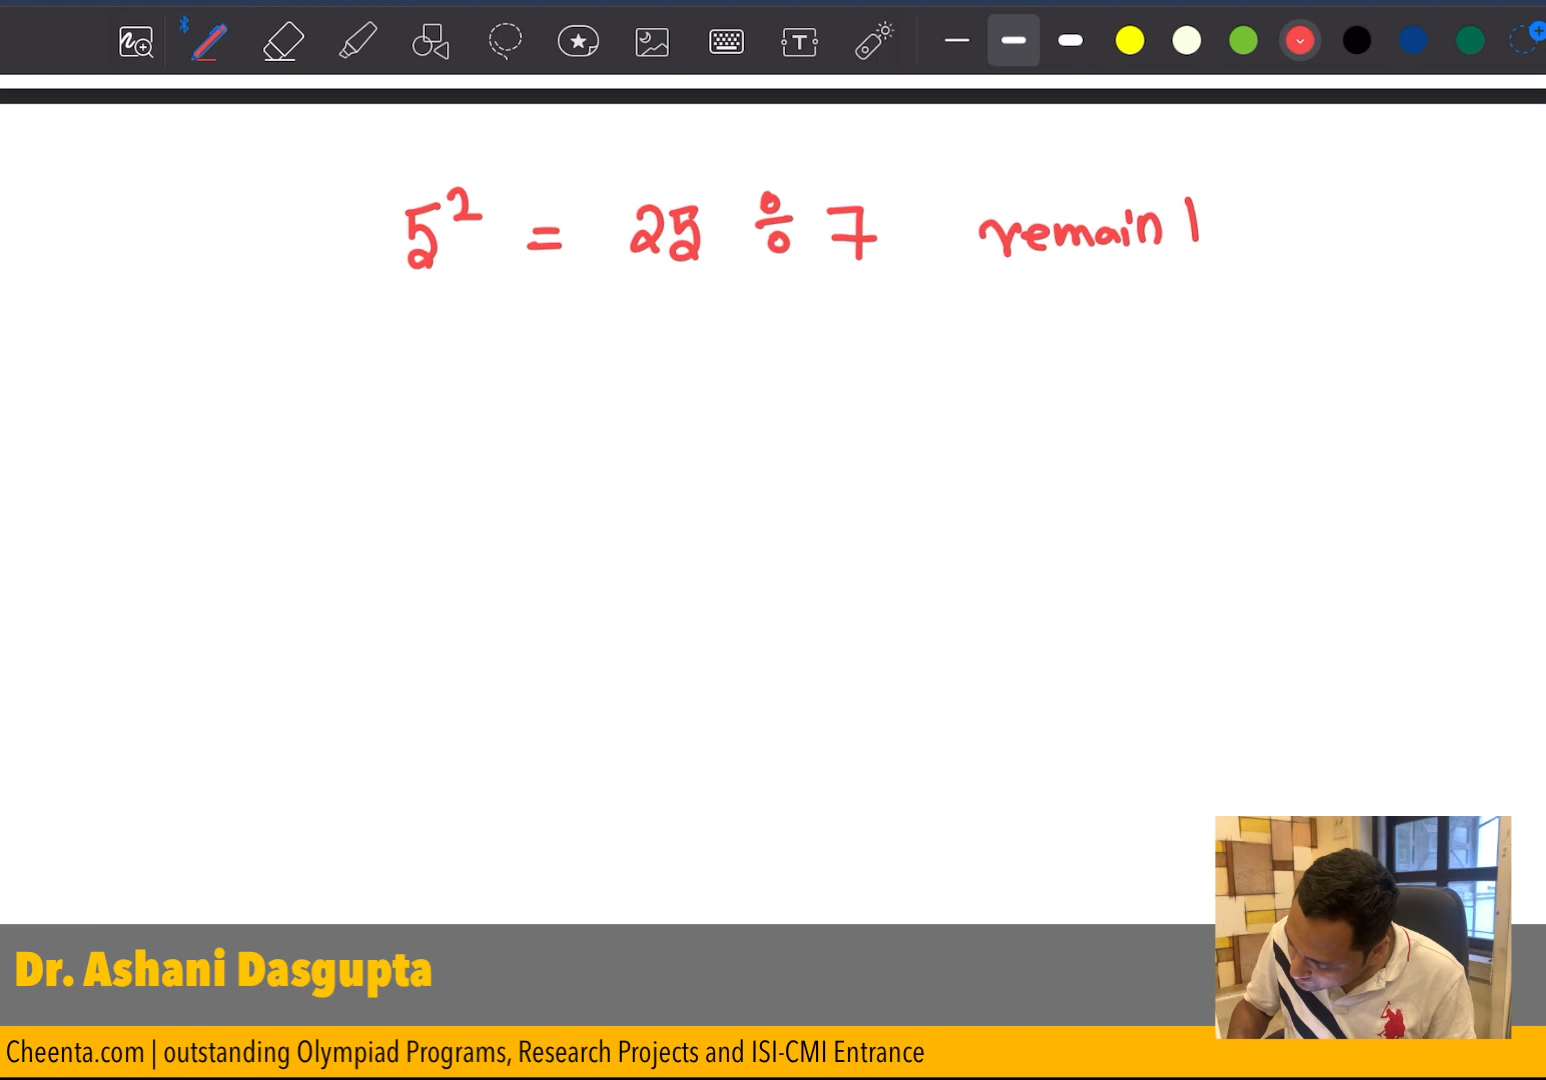 5² = 25 ÷ 7 remain 1
Dr. Ashani Dasgupta
Cheenta.com | outstanding Olympiad Programs, Research Projects and ISI-CMI Entrance